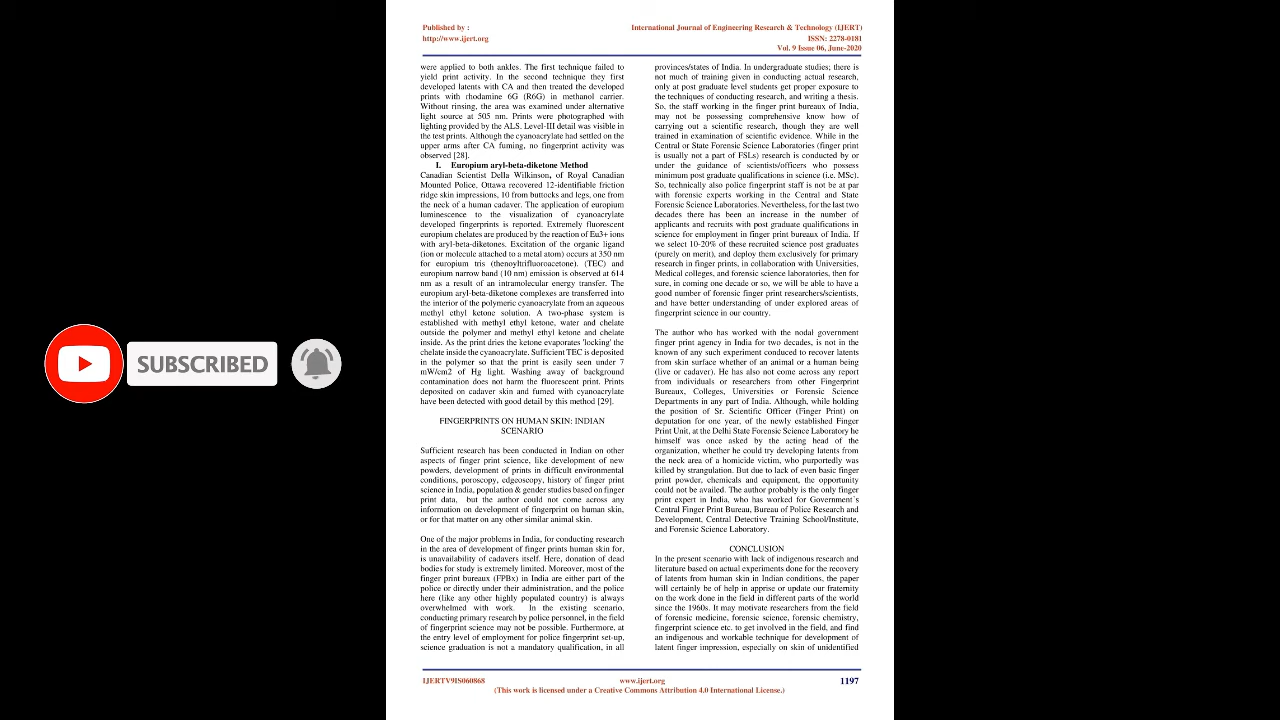 Published by :
http://www.ijert.org
International Journal of Engineering Research & Technology (IJERT)
ISSN: 2278-0181
Vol. 9 Issue 06, June-2020
were applied to both ankles. The first technique failed to
yield print activity. In the second technique they first
developed latents with CA and then treated the developed
prints with rhodamine 6G (R6G) in methanol carrier.
Without rinsing, the area was examined under alternative
light source at 505 nm. Prints were photographed with
lighting provided by the ALS. Level-III detail was visible in
the test prints. Although the cyanoacrylate had settled on the
upper arms after CA fuming, no fingerprint activity was
observed [28].
I. Europium aryl-beta-diketone Method
Canadian Scientist Della Wilkinson, of Royal Canadian
Mounted Police, Ottawa recovered 12-identifiable friction
ridge skin impressions, 10 from buttocks and legs, one from
the neck of a human cadaver. The application of europium
luminescence to the visualization of cyanoacrylate
developed fingerprints is reported. Extremely fluorescent
europium chelates are produced by the reaction of Eu3+ ions
with aryl-beta-diketones. Excitation of the organic ligand
(ion or molecule attached to a metal atom) occurs at 350 nm
for europium tris (thenoyltrifluoroacetone). (TEC) and
europium narrow band (10 nm) emission is observed at 614
nm as a result of an intramolecular energy transfer. The
europium aryl-beta-diketone complexes are transferred into
the interior of the polymeric cyanoacrylate from an aqueous
methyl ethyl ketone solution. A two-phase system is
established with methyl ethyl ketone, water and chelate
outside the polymer and methyl ethyl ketone and chelate
inside. As the print dries the ketone evaporates 'locking' the
chelate inside the cyanoacrylate. Sufficient TEC is deposited
in the polymer so that the print is easily seen under 7
mW/cm2 of Hg light. Washing away of background
contamination does not harm the fluorescent print. Prints
deposited on cadaver skin and fumed with cyanoacrylate
have been detected with good detail by this method [29].
FINGERPRINTS ON HUMAN SKIN: INDIAN
SCENARIO
Sufficient research has been conducted in Indian on other
aspects of finger print science, like development of new
powders, development of prints in difficult environmental
conditions, poroscopy, edgeoscopy, history of finger print
science in India, population & gender studies based on finger
print data, but the author could not come across any
information on development of fingerprint on human skin,
or for that matter on any other similar animal skin.
One of the major problems in India, for conducting research
in the area of development of finger prints human skin for,
is unavailability of cadavers itself. Here, donation of dead
bodies for study is extremely limited. Moreover, most of the
finger print bureaux (FPBx) in India are either part of the
police or directly under their administration, and the police
here (like any other highly populated country) is always
overwhelmed with work. In the existing scenario,
conducting primary research by police personnel, in the field
of fingerprint science may not be possible. Furthermore, at
the entry level of employment for police fingerprint set-up,
science graduation is not a mandatory qualification, in all
provinces/states of India. In undergraduate studies; there is
not much of training given in conducting actual research,
only at post graduate level students get proper exposure to
the techniques of conducting research, and writing a thesis.
So, the staff working in the finger print bureaus of India,
may not be possessing comprehensive know how of
carrying out a scientific research, though they are well
trained in examination of scientific evidence. While in the
Central or State Forensic Science Laboratories (finger print
is usually not a part of FSLs) research is conducted by or
under the guidance of scientists/officers who possess
minimum post graduate qualifications in science (i.e. MSc).
So, technically also police fingerprint staff is not be at par
with forensic experts working in the Central and State
Forensic Science Laboratories. Nevertheless, for the last two
decades there has been an increase in the number of
applicants and recruits with post graduate qualifications in
science for employment in finger print bureaus of India. If
we select 10-20% of these recruited science post graduates
(purely on merit), and deploy them exclusively for primary
research in finger prints, in collaboration with Universities,
Medical colleges, and forensic science laboratories, then for
sure, in coming one decade or so, we will be able to have a
good number of forensic finger print researchers/scientists,
and have better understanding of under explored areas of
fingerprint science in our country.
The author who has worked with the nodal government
finger print agency in India for two decades, is not in the
known of any such experiment conducted to recover latents
from skin surface whether of an animal or a human being
(live or cadaver). He has also not come across any report
from individuals or researchers from other Fingerprint
Bureaux, Colleges, Universities or Forensic Science
Departments in any part of India. Although, while holding
the position of Sr. Scientific Officer (Finger Print) on
deputation for one year, of the newly established Finger
Print Unit, at the Delhi State Forensic Science Laboratory he
himself was once asked by the acting head of the
organization, whether he could try developing latents from
the neck area of a homicide victim, who purportedly was
killed by strangulation. But due to lack of even basic finger
print powder, chemicals and equipment, the opportunity
could not be availed. The author probably is the only finger
print expert in India, who has worked for Government's
Central Finger Print Bureau, Bureau of Police Research and
Development, Central Detective Training School/Institute,
and Forensic Science Laboratory.
CONCLUSION
In the present scenario with lack of indigenous research and
literature based on actual experiments done for the recovery
of latents from human skin in Indian conditions, the paper
will certainly be of help in apprise or update our fraternity
on the work done in the field in different parts of the world
since the 1960s. It may motivate researchers from the field
of forensic medicine, forensic science, forensic chemistry,
fingerprint science etc. to get involved in the field, and find
an indigenous and workable technique for development of
latent finger impression, especially on skin of unidentified
SUBSCRIBED
IJERTV9IS060868
www.ijert.org
1197
(This work is licensed under a Creative Commons Attribution 4.0 International License.)